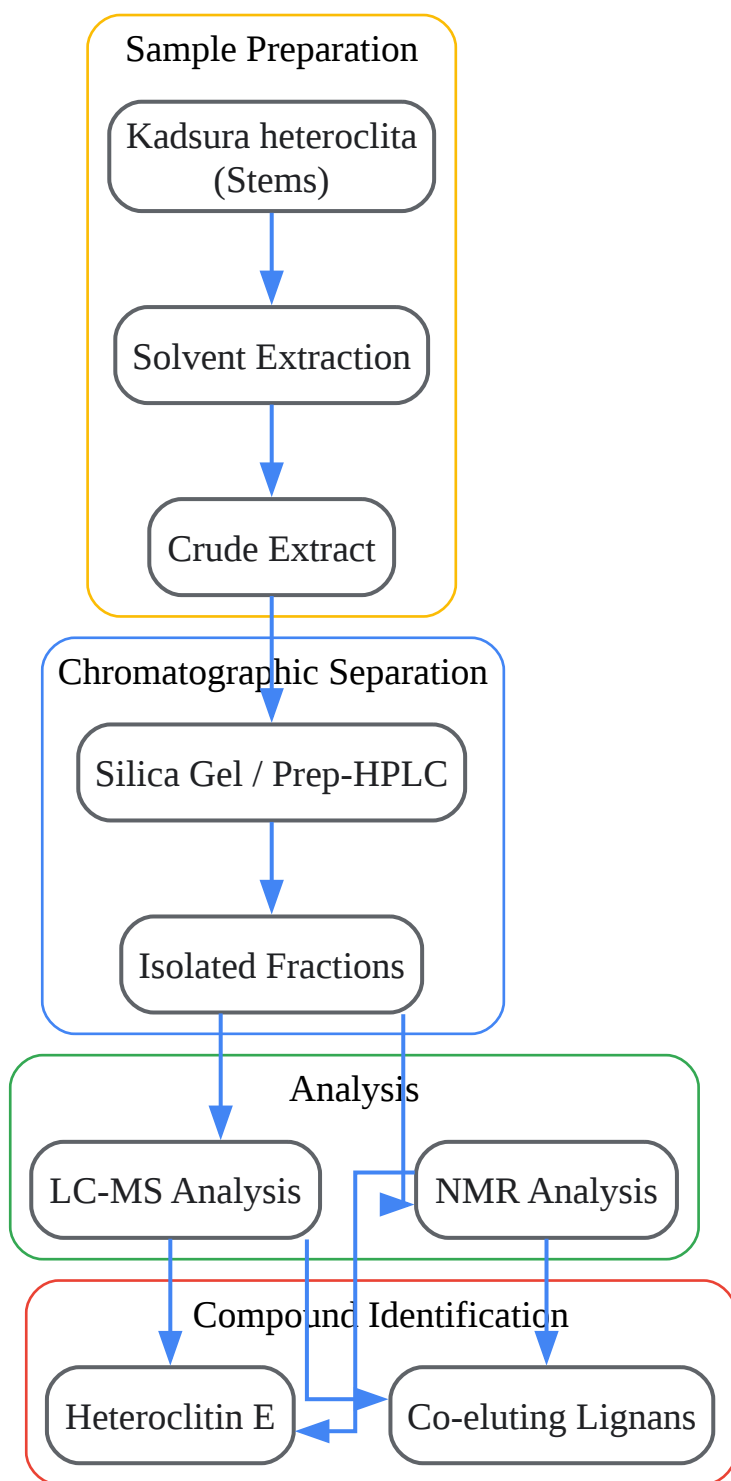 Sample Preparation
Kadsura heteroclita
(Stems)
Solvent Extraction
Crude Extract
Chromatographic Separation
Silica Gel / Prep-HPLC
Isolated Fractions
Analysis
LC-MS Analysis
NMR Analysis
Compound Identification
Heteroclitin E
Co-eluting Lignans